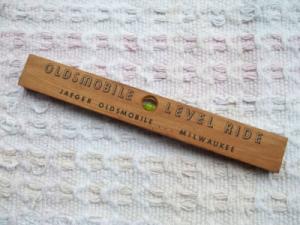 OLDSMOBILE LEVEL RIDE
JAEGER OLDSMOBILE... MILWAUKEE